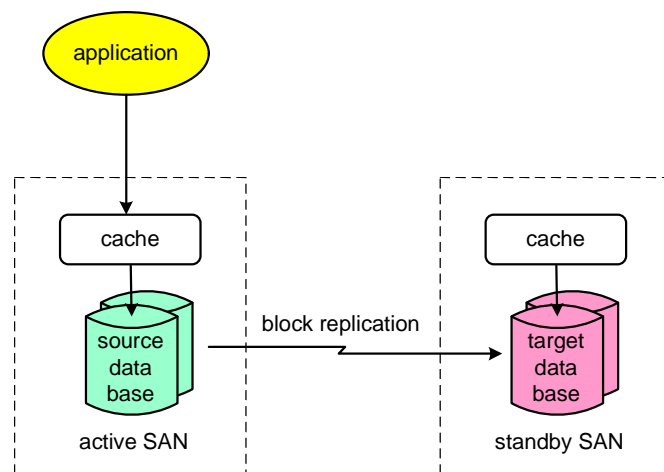 application
cache
cache
block replication
source
data
base
target
data
base
active SAN
standby SAN